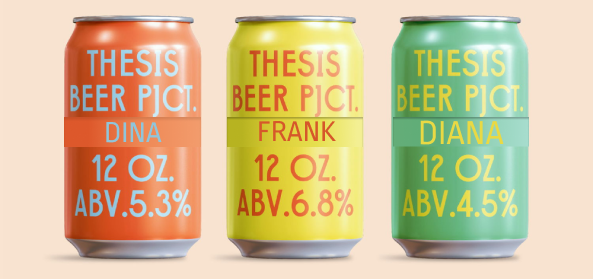 THESIS
BEER PJCT.
DINA
12 OZ.
ABV.5.3%
THESIS
BEER PJCT.
FRANK
12 OZ.
ABV.6.8%
THESIS
BEER PJCT.
DIANA
12 OZ.
ABV.4.5%